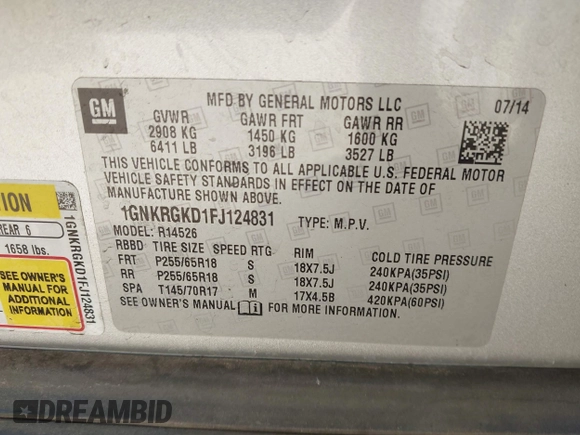 GM
MFD BY GENERAL MOTORS LLC 07/14
GVWR GAWR FRT GAWR RR
2908 KG 1450 KG 1600 KG
6411 LB 3196 LB 3527 LB
THIS VEHICLE CONFORMS TO ALL APPLICABLE U.S. FEDERAL MOTOR
VEHICLE SAFETY STANDARDS IN EFFECT ON THE DATE OF
MANUFACTURE SHOWN ABOVE.
1GNKRGKD1FJ124831 TYPE: M.P.V.
MODEL: R14526
RBBD TIRE SIZE SPEED RTG RIM COLD TIRE PRESSURE
FRT P255/65R18 S 18X7.5J 240KPA(35PSI)
RR P255/65R18 S 18X7.5J 240KPA(35PSI)
SPA T145/70R17 M 17X4.5B 420KPA(60PSI)
SEE OWNER'S MANUAL FOR MORE INFORMATION
TION
REAR 6
1658 lbs.
SEE OWNER'S
MANUAL FOR
ADDITIONAL
INFORMATION
1GNKRGKD1FJ124831
DREAMBID